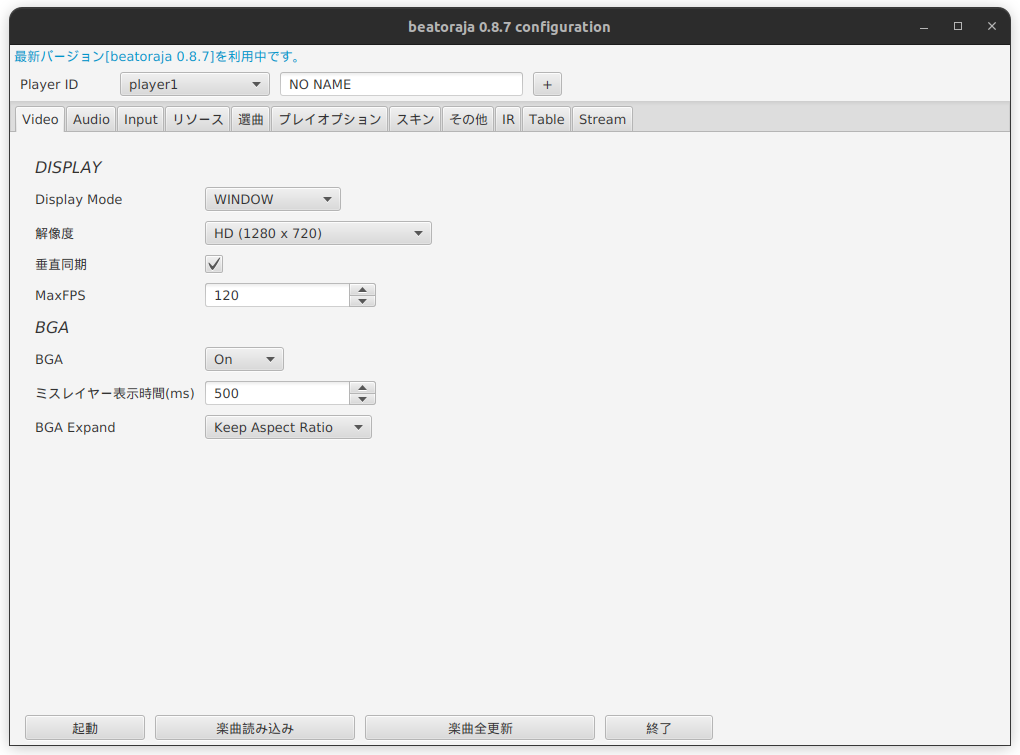 beatoraja 0.8.7 configuration
最新バージョン[beatoraja 0.8.7]を利用中です。
Player ID player1 NO NAME +
Video Audio Input リソース 選曲 プレイオプション スキン その他 IR Table Stream
DISPLAY
Display Mode WINDOW
解像度 HD (1280 x 720)
垂直同期
MaxFPS 120
BGA
BGA On
ミスレイヤー表示時間(ms) 500
BGA Expand Keep Aspect Ratio
起動 楽曲読み込み 楽曲全更新 終了